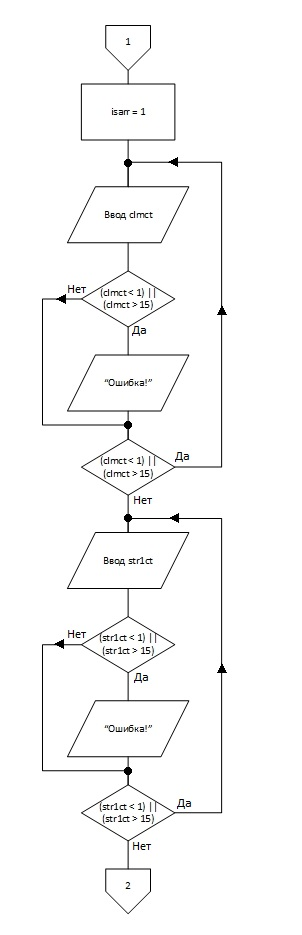 1
isarr = 1
Ввод clmct
Нет
(clmct < 1) ||
(clmct > 15)
Да
"Ошибка!"
(clmct < 1) ||
(clmct > 15)
Да
Нет
Ввод str1ct
Нет
(str1ct < 1) ||
(str1ct > 15)
Да
"Ошибка!"
(str1ct < 1) ||
(str1ct > 15)
Да
Нет
2